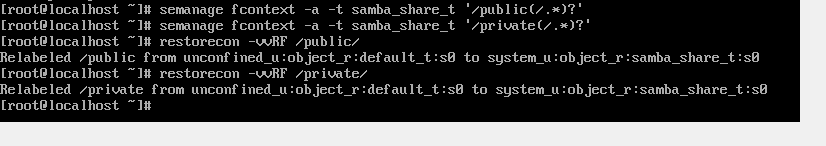 [root@localhost ~]# semanage fcontext -a -t samba_share_t '/public(/.*)?'
[root@localhost ~]# semanage fcontext -a -t samba_share_t '/private(/.*)?'
[root@localhost ~]# restorecon -vvRF /public/
Relabeled /public from unconfined_u:object_r:default_t:s0 to system_u:object_r:samba_share_t:s0
[root@localhost ~]# restorecon -vvRF /private/
Relabeled /private from unconfined_u:object_r:default_t:s0 to system_u:object_r:samba_share_t:s0
[root@localhost ~]#